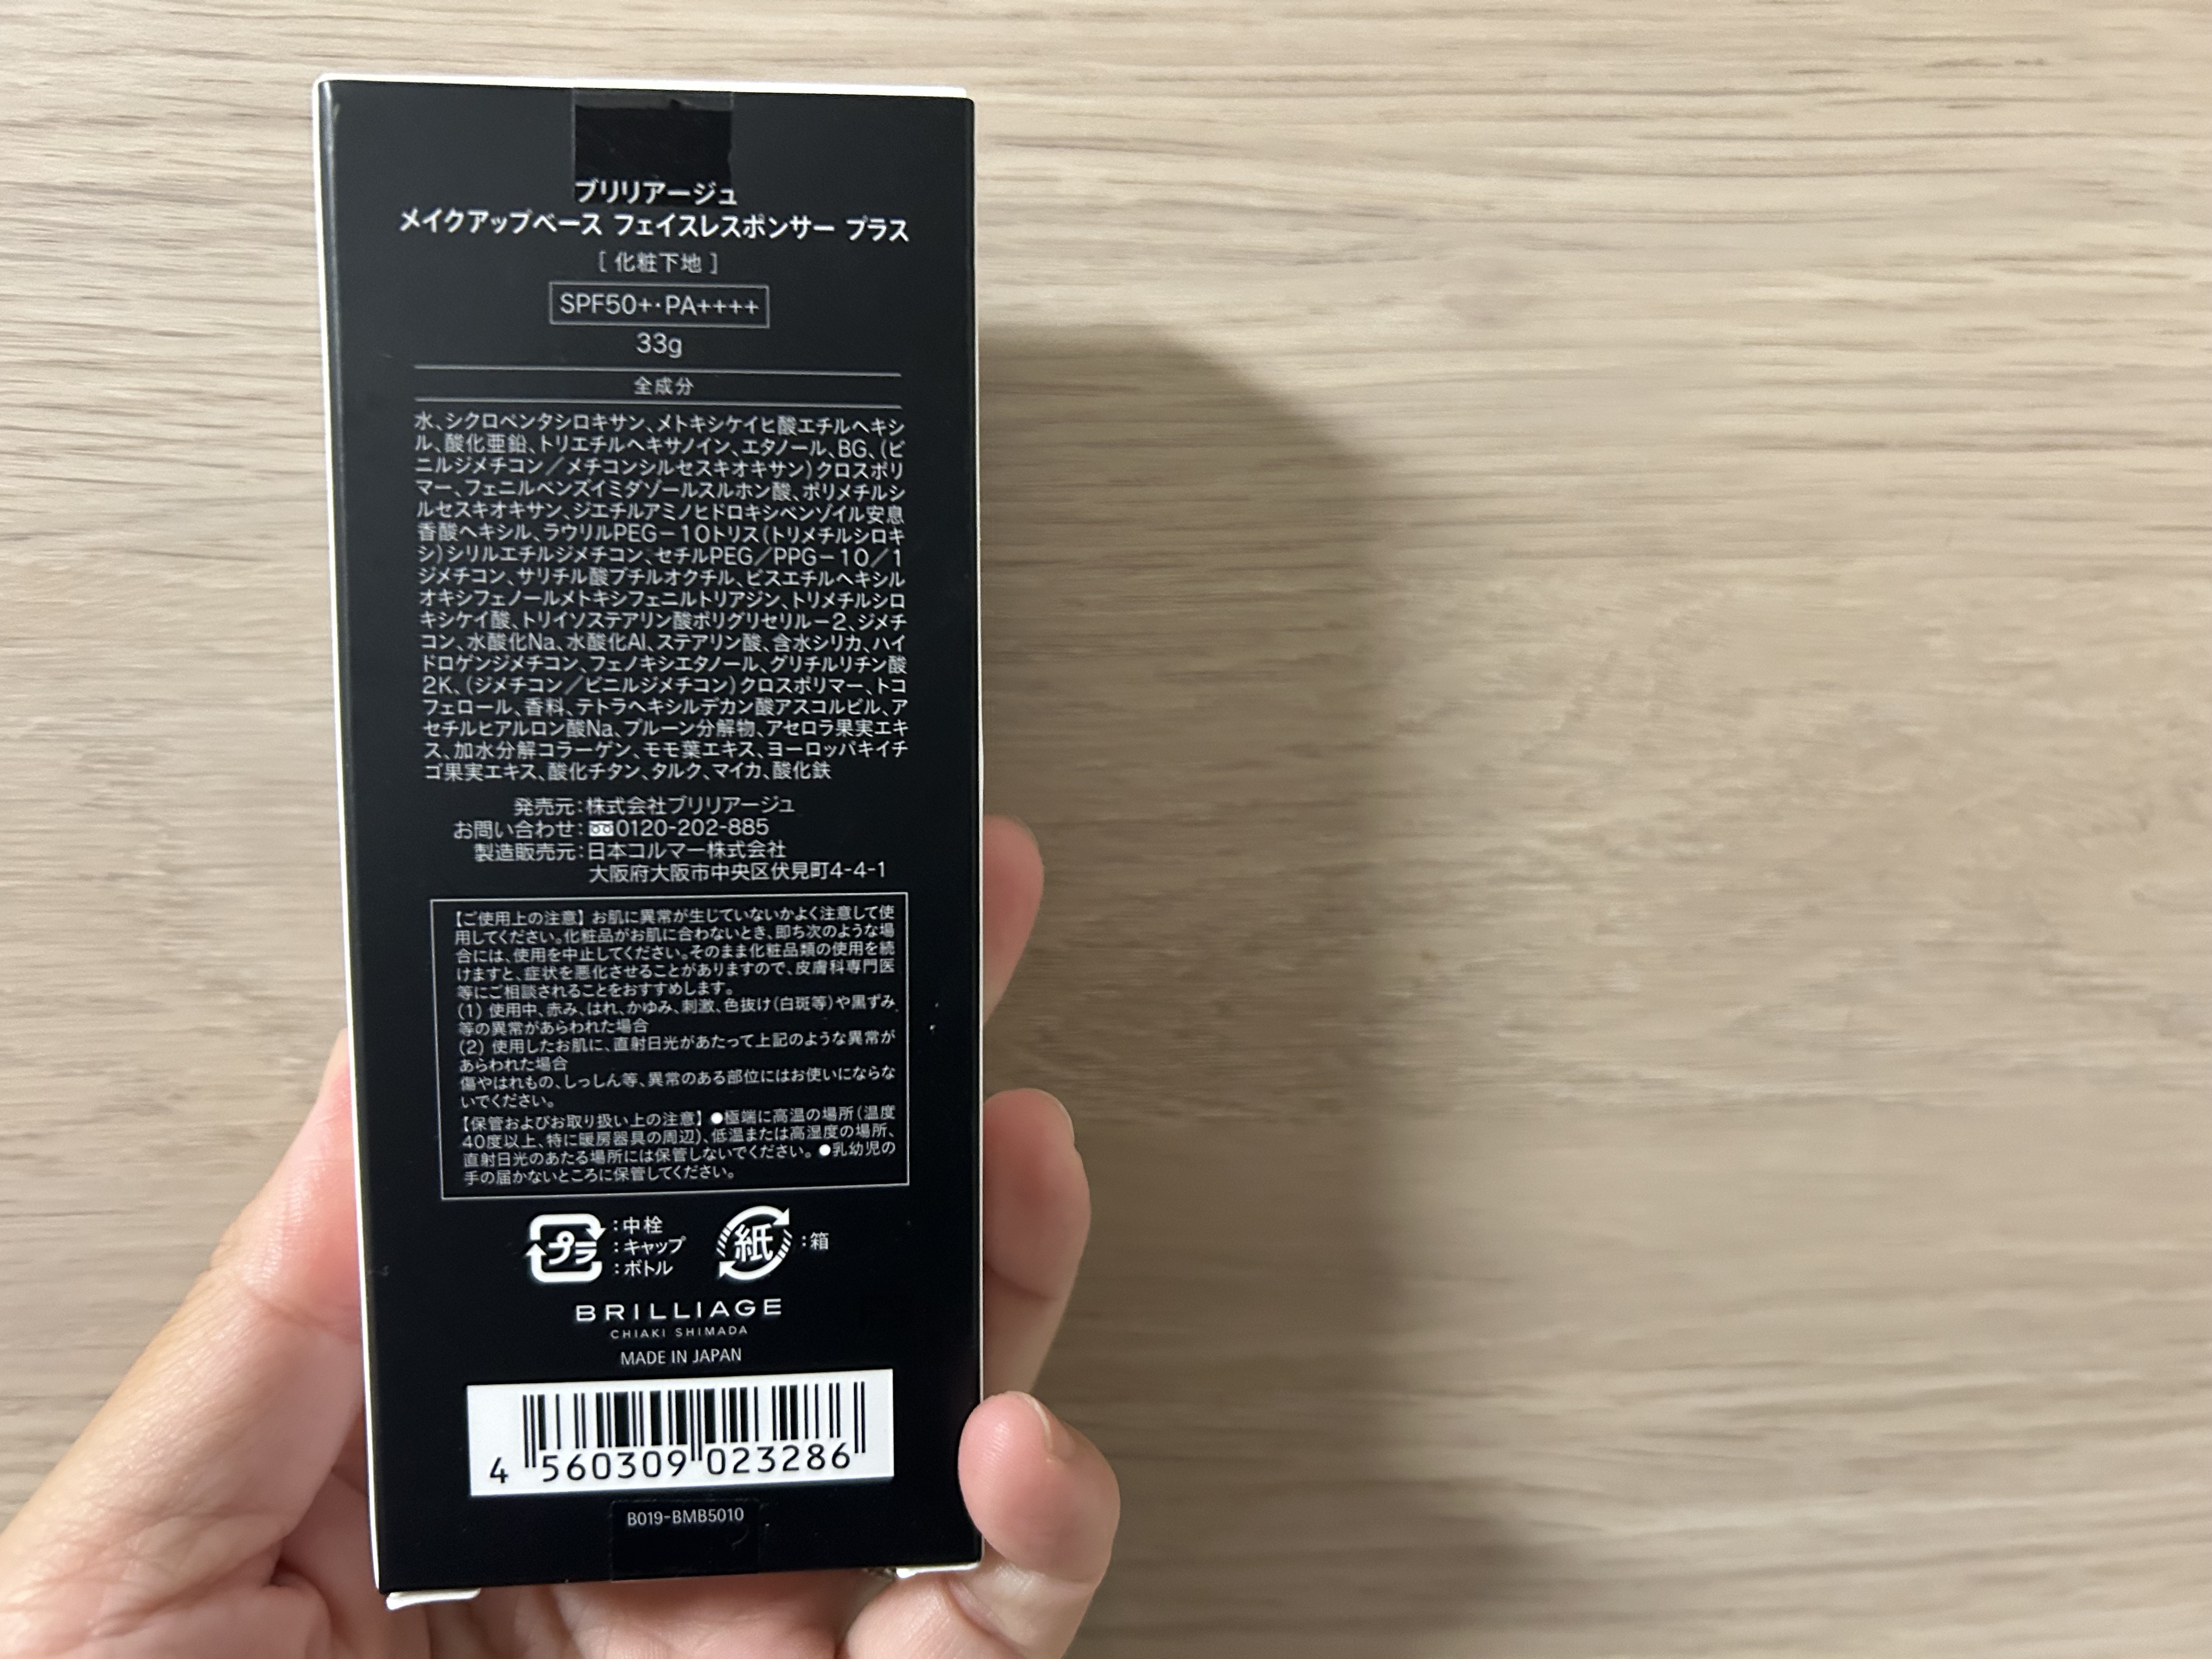 ブリリアージュ
メイクアップベース フェイスレスポンサー プラス
[ 化粧下地 ]
SPF50+・PA++++
33g
全成分
水、シクロペンタシロキサン、メトキシケイヒ酸エチルヘキシ
ル、酸化亜鉛、トリエチルヘキサノイン、エタノール、BG、(ビ
ニルジメチコン/メチコンシルセスキオキサン)クロスポリ
マー、フェニルベンズイミダゾールスルホン酸、ポリメチルシ
ルセスキオキサン、ジエチルアミノヒドロキシベンゾイル安息
香酸ヘキシル、ラウリルPEG-10トリス(トリメチルシロキ
シ)シリルエチルジメチコン、セチルPEG/PPG-10/1
ジメチコン、サリチル酸ブチルオクチル、ビスエチルヘキシル
オキシフェノールメトキシフェニルトリアジン、トリメチルシロ
キシケイ酸、トリイソステアリン酸ポリグリセリル-2、ジメチ
コン、水酸化Na、水酸化Al、ステアリン酸、含水シリカ、ハイ
ドロゲンジメチコン、フェノキシエタノール、グリチルリチン酸
2K、(ジメチコン/ビニルジメチコン)クロスポリマー、トコ
フェロール、香料、テトラヘキシルデカン酸アスコルビル、ア
セチルヒアルロン酸Na、プルーン分解物、アセロラ果実エキ
ス、加水分解コラーゲン、モモ葉エキス、ヨーロッパキイチ
ゴ果実エキス、酸化チタン、タルク、マイカ、酸化鉄
発売元:株式会社ブリリアージュ
お問い合わせ:0120-202-885
製造販売元:日本コルマー株式会社
大阪府大阪市中央区伏見町4-4-1
【ご使用上の注意】お肌に異常が生じていないかよく注意して使
用してください。化粧品がお肌に合わないとき、即ち次のような場
合には、使用を中止してください。そのまま化粧品類の使用を続
けますと、症状を悪化させることがありますので、皮膚科専門医
等にご相談されることをおすすめします。
(1) 使用中、赤み、はれ、かゆみ、刺激、色抜け(白斑等)や黒ずみ
等の異常があらわれた場合
(2) 使用したお肌に、直射日光があたって上記のような異常が
あらわれた場合
傷やはれもの、しっしん等、異常のある部位にはお使いにならな
いでください。
【保管およびお取り扱い上の注意】●極端に高温の場所(温度
40度以上、特に暖房器具の周辺)、低温または高湿度の場所、
直射日光のあたる場所には保管しないでください。●乳幼児の
手の届かないところに保管してください。
プラ :中栓
:キャップ
:ボトル
紙 :箱
BRILLIAGE
CHIAKI SHIMADA
MADE IN JAPAN
4 560309 023286
B019-BMB5010